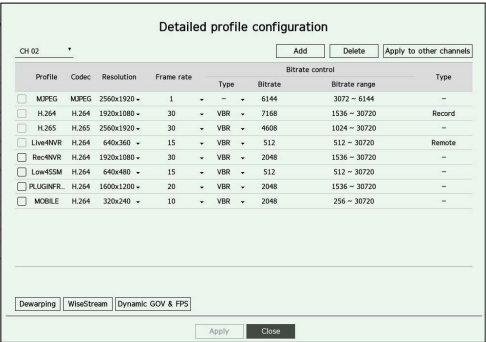 Detailed profile configuration
CH 02
Add Delete Apply to other channels
Profile Codec Resolution Frame rate Bitrate control Type
Type Bitrate Bitrate range
MJPEG MJPEG 2560x1920 1 – 6144 3072 ~ 6144 –
H.264 H.264 1920x1080 30 VBR 7168 1536 ~ 30720 Record
H.265 H.265 2560x1920 30 VBR 4608 1024 ~ 30720 –
LIve4NVR H.264 640x360 15 VBR 512 512 ~ 30720 Remote
Rec4NVR H.264 1920x1080 30 VBR 2048 1536 ~ 30720 –
Low4SSM H.264 640x480 15 VBR 512 512 ~ 30720 –
PLUGINFR... H.264 1600x1200 20 VBR 2048 1536 ~ 30720 –
MOBILE H.264 320x240 10 VBR 2048 256 ~ 30720 –
Dewarping WiseStream Dynamic GOV & FPS
Apply Close